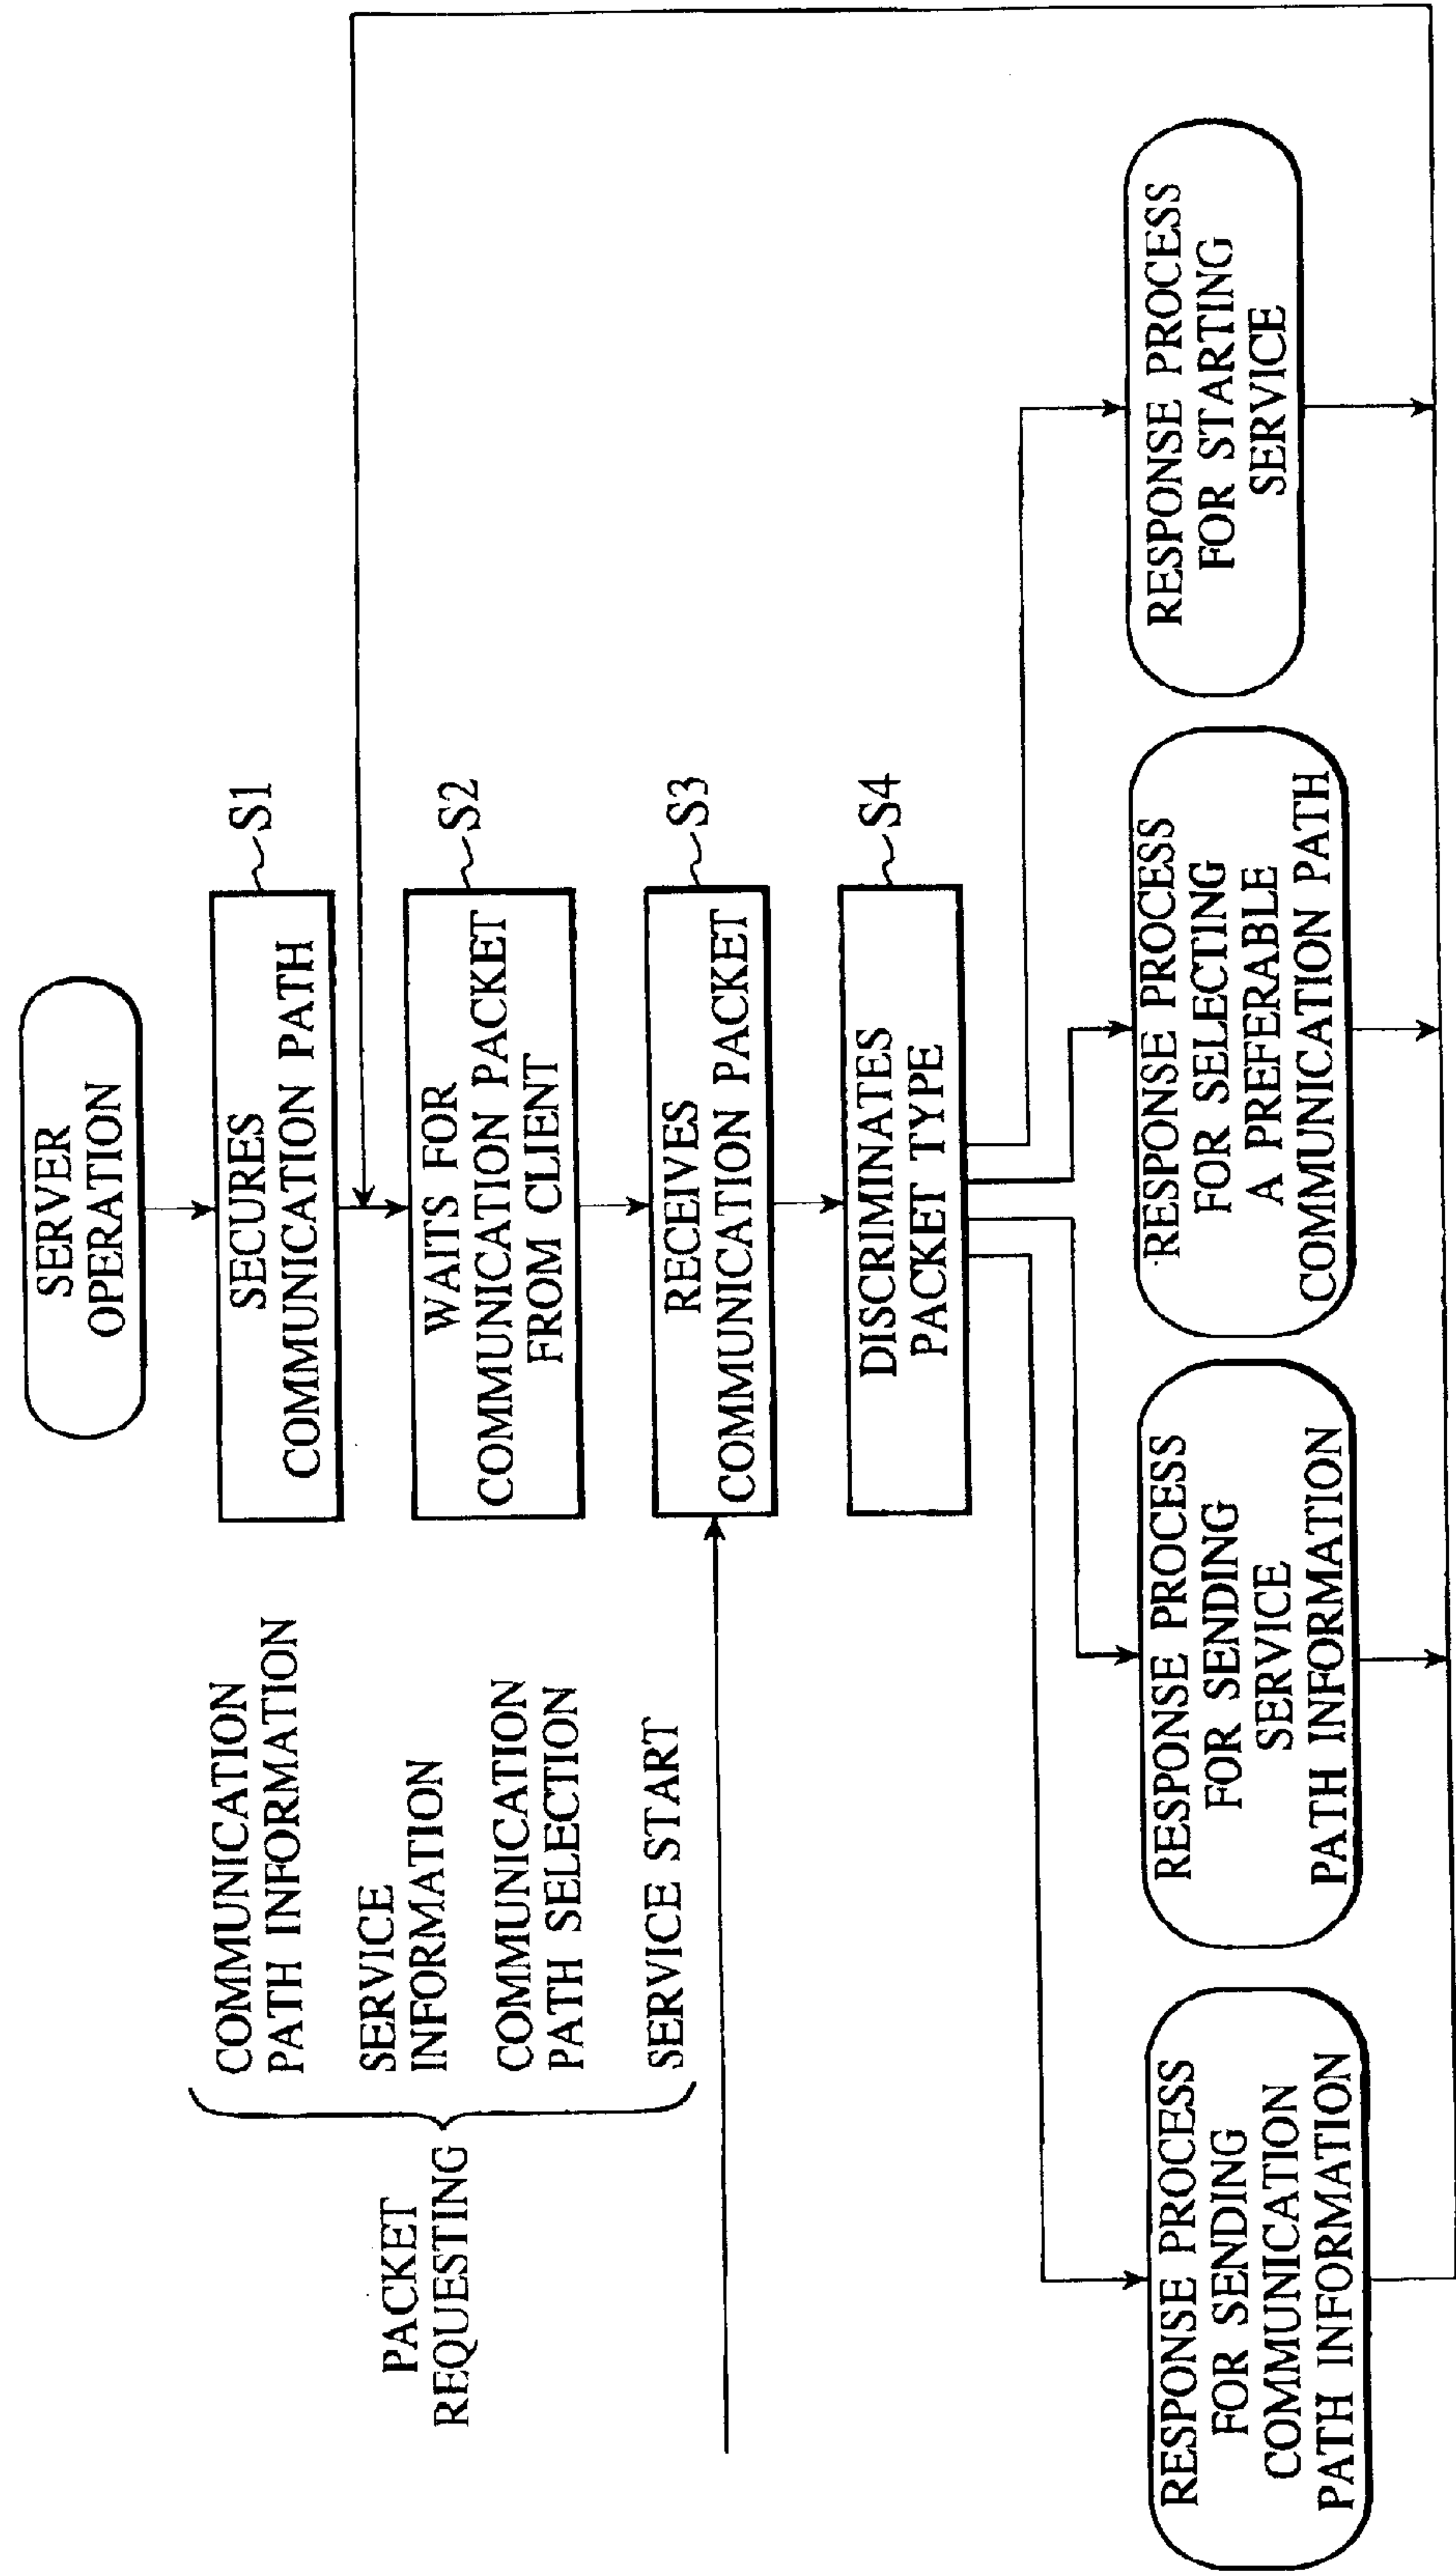 SERVER
OPERATION
SECURES
COMMUNICATION PATH
S1
WAITS FOR
COMMUNICATION PACKET
FROM CLIENT
S2
PACKET
REQUESTING
COMMUNICATION
PATH INFORMATION
SERVICE
INFORMATION
COMMUNICATION
PATH SELECTION
SERVICE START
RECEIVES
COMMUNICATION PACKET
S3
DISCRIMINATES
PACKET TYPE
S4
RESPONSE PROCESS
FOR SENDING
COMMUNICATION
PATH INFORMATION
RESPONSE PROCESS
FOR SENDING
SERVICE
PATH INFORMATION
RESPONSE PROCESS
FOR SELECTING
A PREFERABLE
COMMUNICATION PATH
RESPONSE PROCESS
FOR STARTING
SERVICE